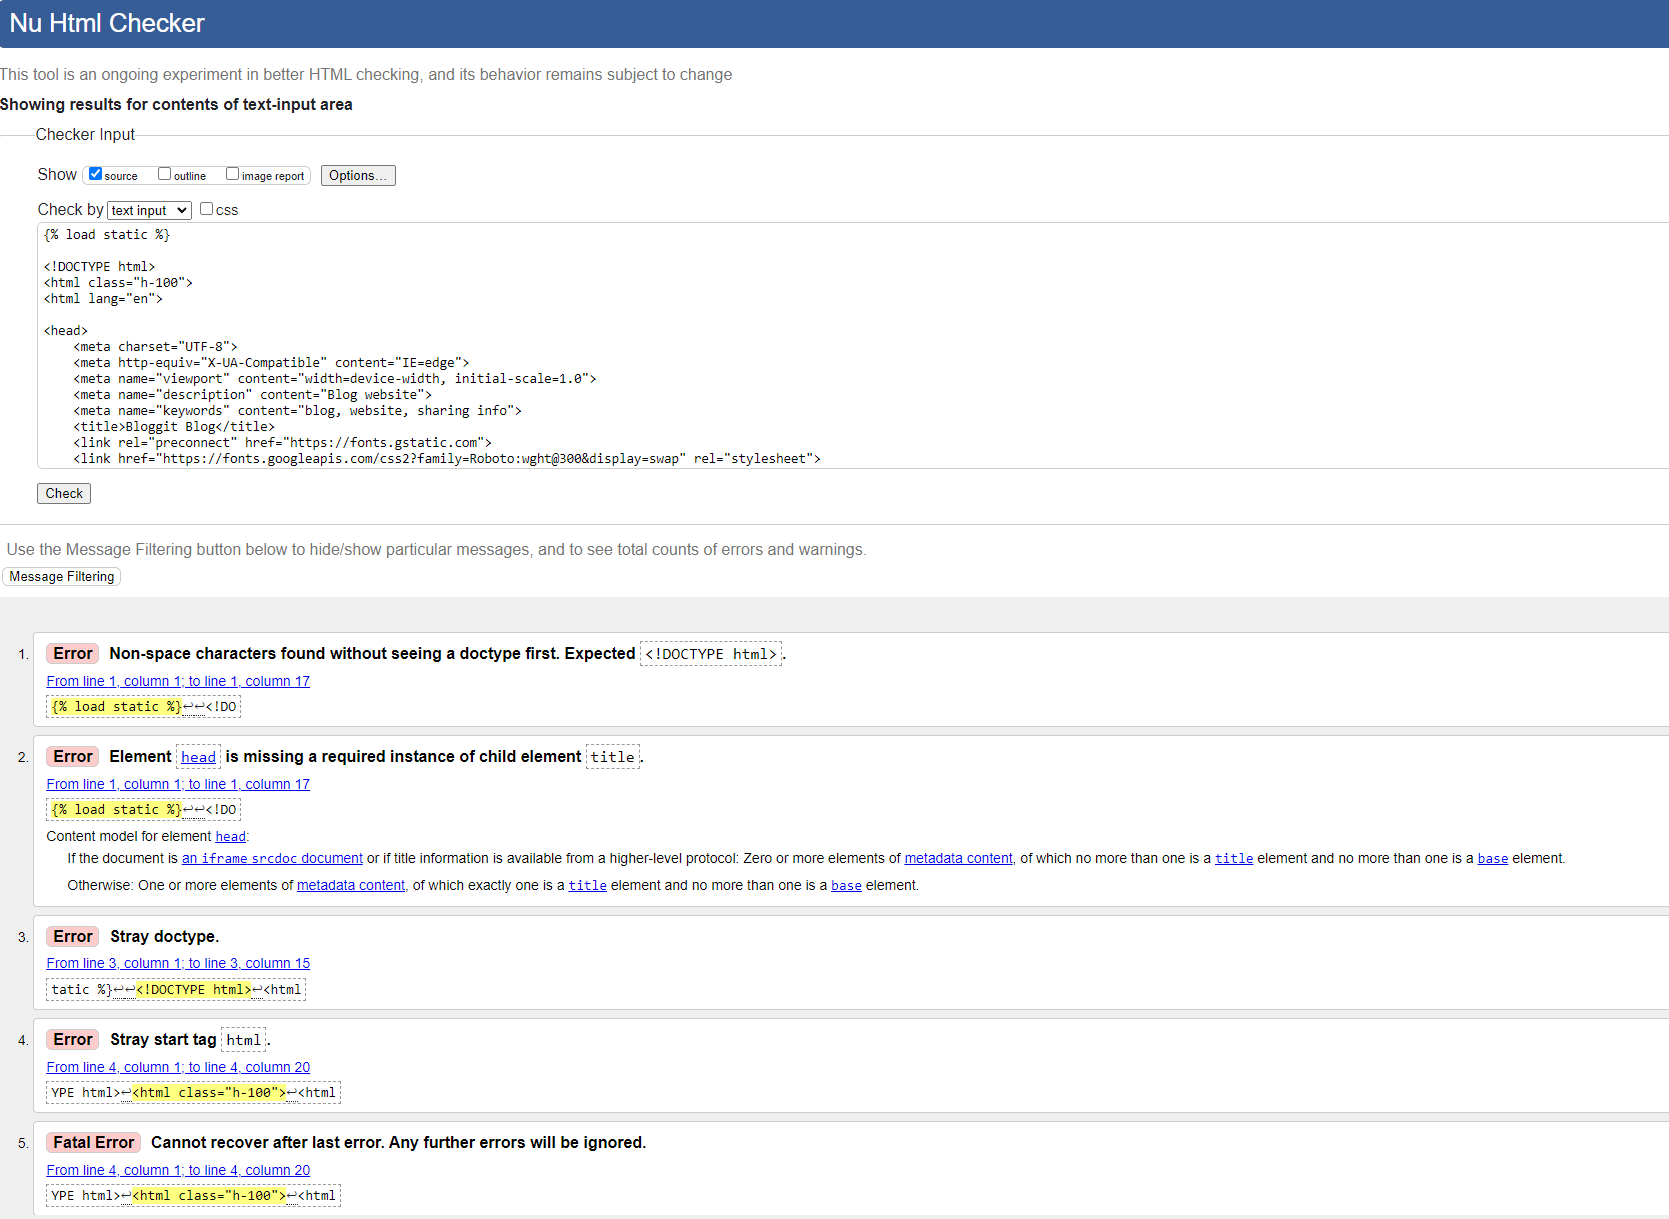 Nu Html Checker
This tool is an ongoing experiment in better HTML checking, and its behavior remains subject to change
Showing results for contents of text-input area
Checker Input
Show source outline image report Options...
Check by text input css
{% load static %}
<!DOCTYPE html>
<html class="h-100">
<html lang="en">
<head>
<meta charset="UTF-8">
<meta http-equiv="X-UA-Compatible" content="IE=edge">
<meta name="viewport" content="width=device-width, initial-scale=1.0">
<meta name="description" content="Blog website">
<meta name="keywords" content="blog, website, sharing info">
<title>Bloggit Blog</title>
<link rel="preconnect" href="https://fonts.gstatic.com">
<link href="https://fonts.googleapis.com/css2?family=Roboto:wght@300&display=swap" rel="stylesheet">
Check
Use the Message Filtering button below to hide/show particular messages, and to see total counts of errors and warnings.
Message Filtering
1. Error Non-space characters found without seeing a doctype first. Expected <!DOCTYPE html>.
From line 1, column 1; to line 1, column 17
{% load static %}↩↩<!DO
2. Error Element head is missing a required instance of child element title.
From line 1, column 1; to line 1, column 17
{% load static %}↩↩<!DO
Content model for element head:
If the document is an iframe srcdoc document or if title information is available from a higher-level protocol: Zero or more elements of metadata content, of which no more than one is a title element and no more than one is a base element.
Otherwise: One or more elements of metadata content, of which exactly one is a title element and no more than one is a base element.
3. Error Stray doctype.
From line 3, column 1; to line 3, column 15
tatic %}↩↩<!DOCTYPE html>↩<html
4. Error Stray start tag html.
From line 4, column 1; to line 4, column 20
YPE html>↩<html class="h-100">↩<html
5. Fatal Error Cannot recover after last error. Any further errors will be ignored.
From line 4, column 1; to line 4, column 20
YPE html>↩<html class="h-100">↩<html